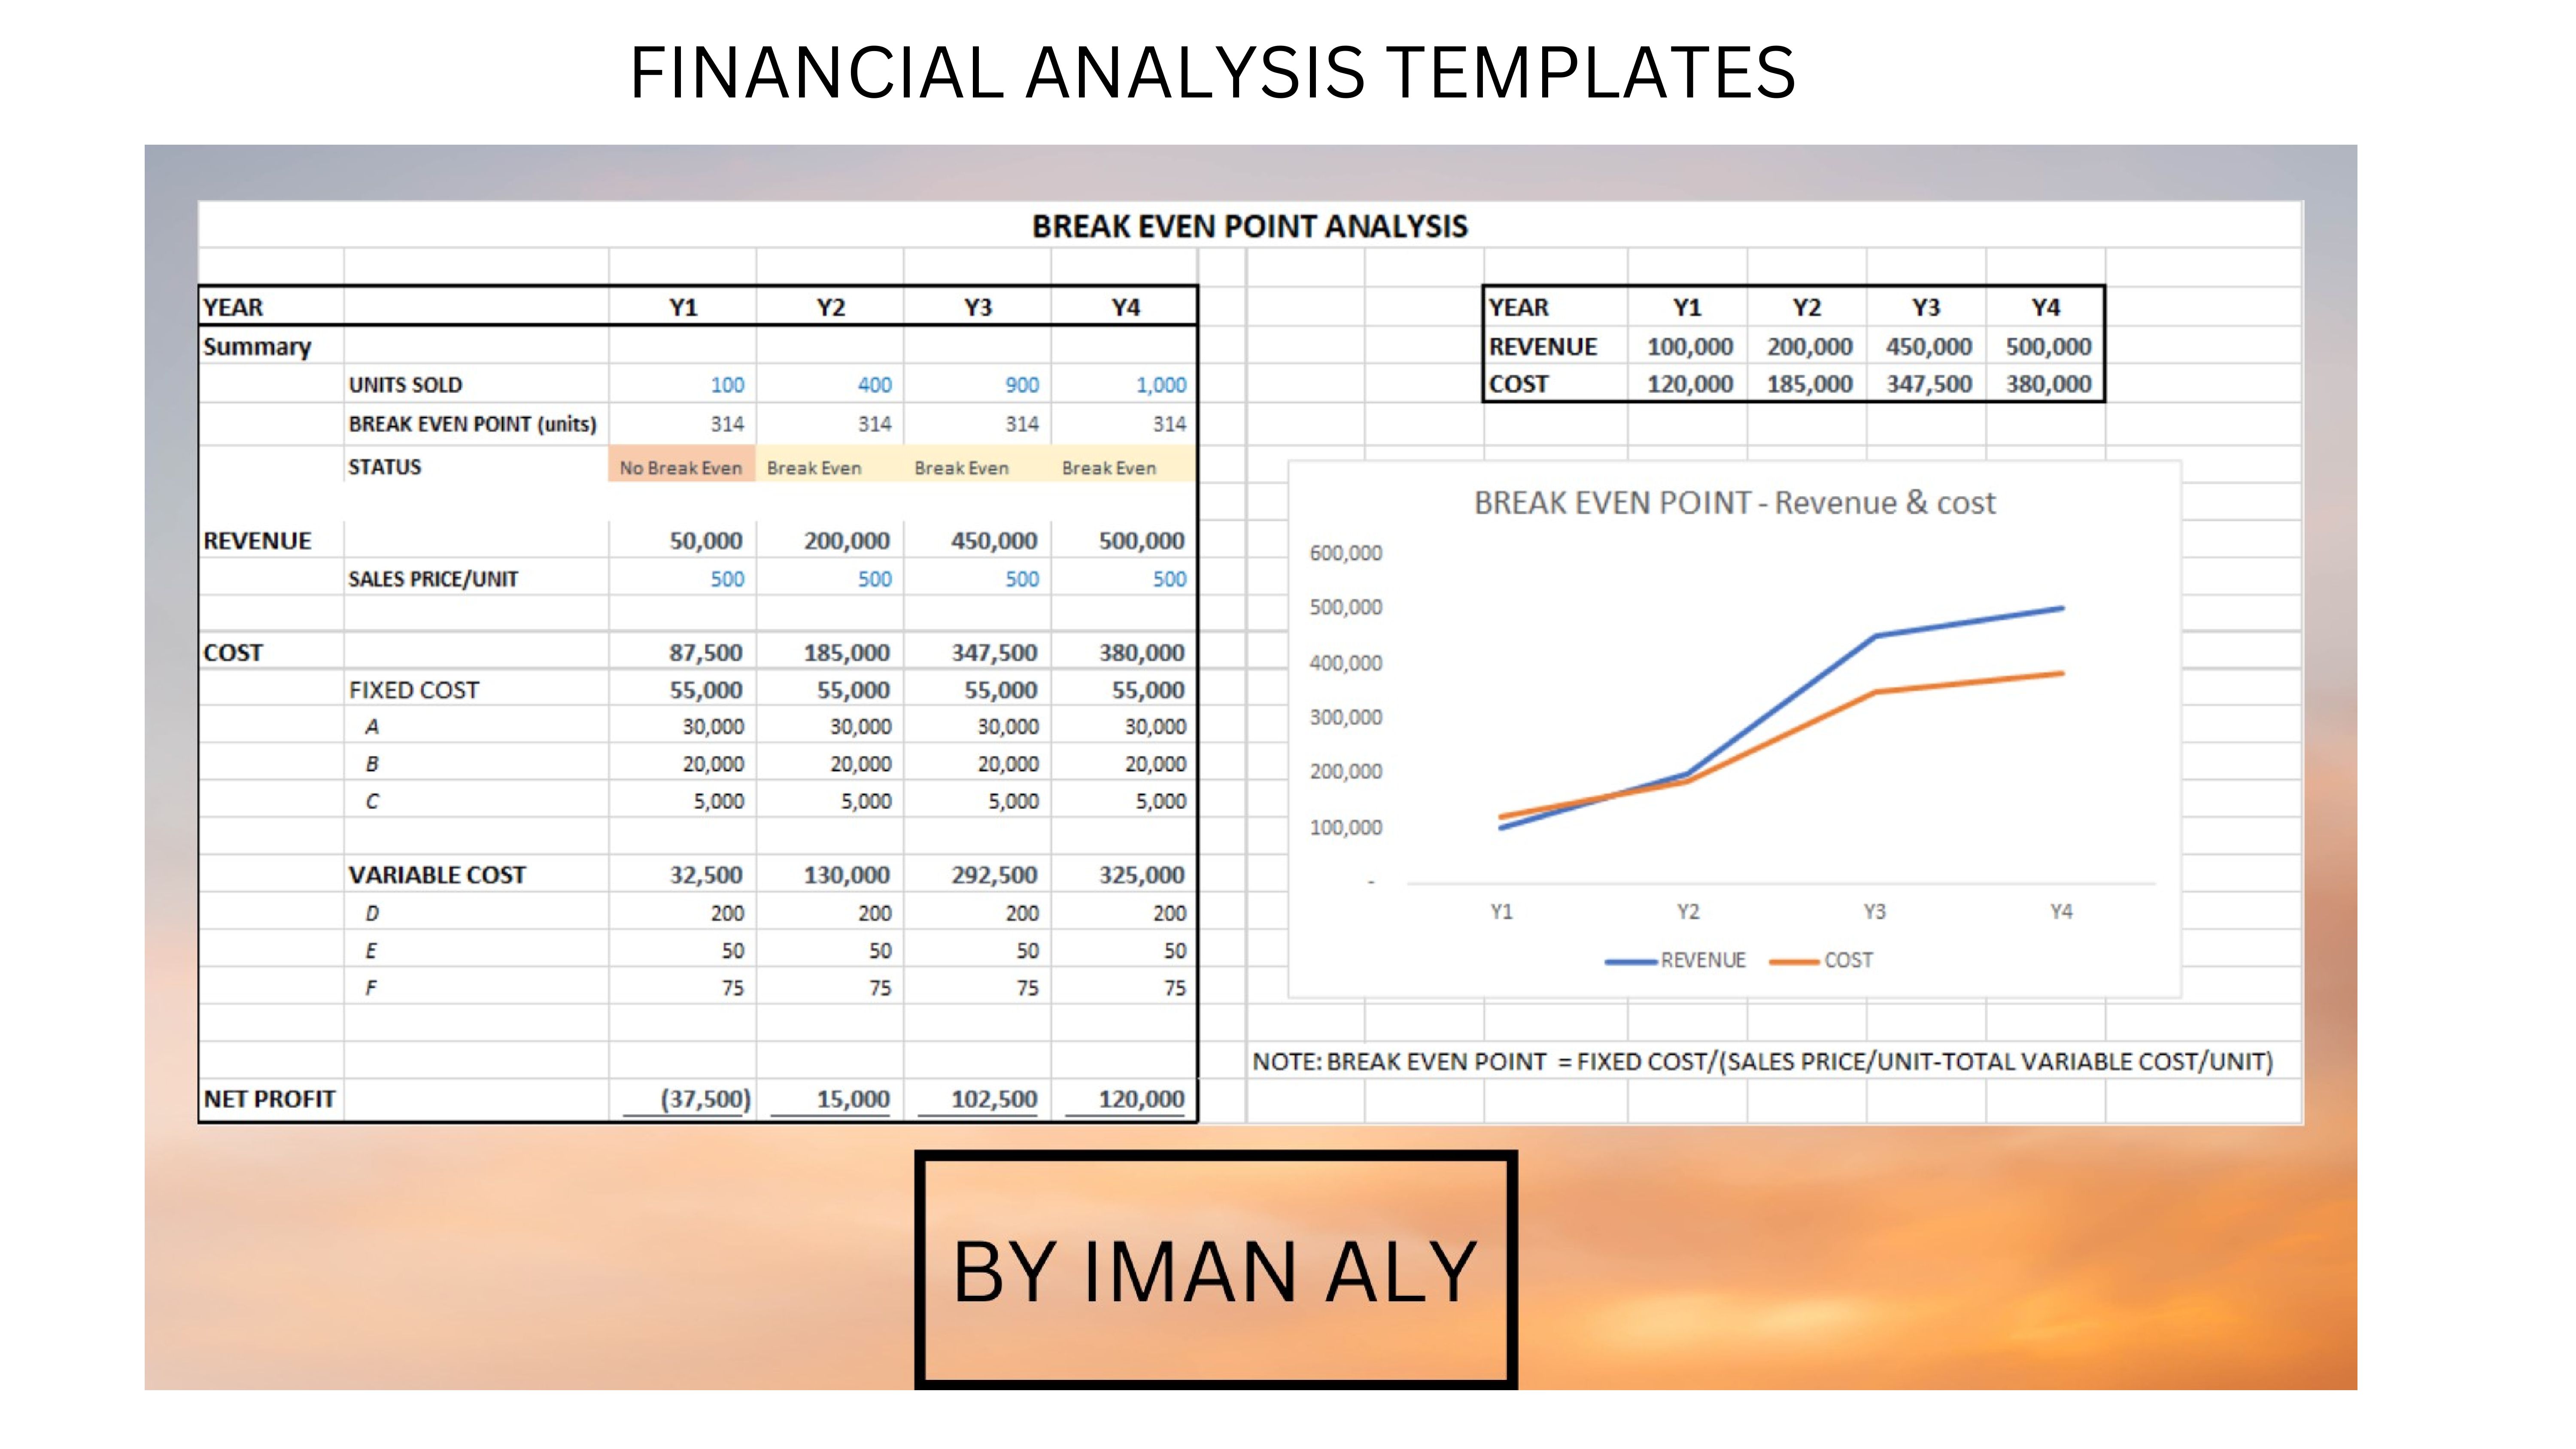 FINANCIAL ANALYSIS TEMPLATES
BREAK EVEN POINT ANALYSIS
YEAR Y1 Y2 Y3 Y4
Summary
UNITS SOLD 100 400 900 1,000
BREAK EVEN POINT (units) 314 314 314 314
STATUS No Break Even Break Even Break Even Break Even
REVENUE 50,000 200,000 450,000 500,000
SALES PRICE/UNIT 500 500 500 500
COST 87,500 185,000 347,500 380,000
FIXED COST 55,000 55,000 55,000 55,000
A 30,000 30,000 30,000 30,000
B 20,000 20,000 20,000 20,000
C 5,000 5,000 5,000 5,000
VARIABLE COST 32,500 130,000 292,500 325,000
D 200 200 200 200
E 50 50 50 50
F 75 75 75 75
NET PROFIT (37,500) 15,000 102,500 120,000
YEAR Y1 Y2 Y3 Y4
REVENUE 100,000 200,000 450,000 500,000
COST 120,000 185,000 347,500 380,000
BREAK EVEN POINT - Revenue & cost
600,000
500,000
400,000
300,000
200,000
100,000
-
Y1 Y2 Y3 Y4
REVENUE COST
NOTE: BREAK EVEN POINT = FIXED COST/(SALES PRICE/UNIT-TOTAL VARIABLE COST/UNIT)
BY IMAN ALY